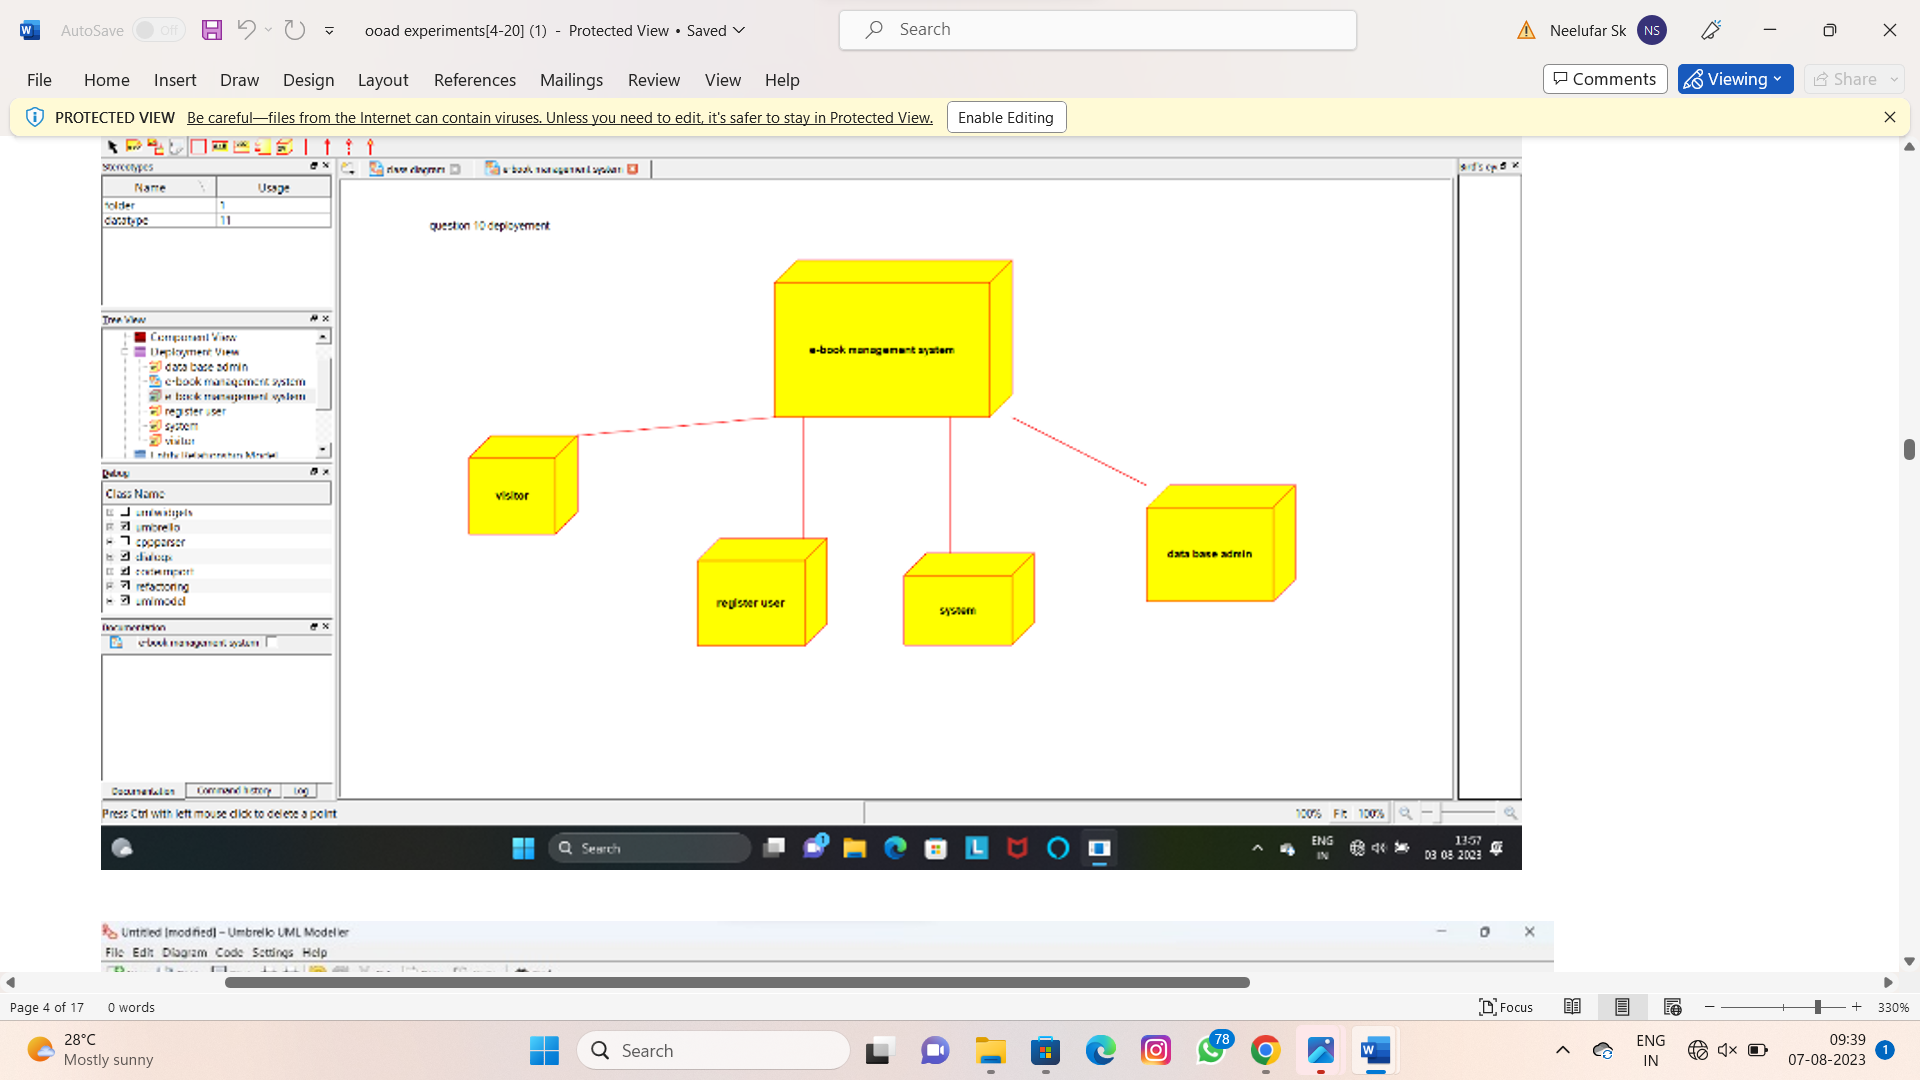 AutoSave Off ooad experiments[4-20] (1) - Protected View • Saved Search Neelufar Sk NS
File Home Insert Draw Design Layout References Mailings Review View Help Comments Viewing Share
PROTECTED VIEW Be careful—files from the Internet can contain viruses. Unless you need to edit, it's safer to stay in Protected View. Enable Editing
Stereotypes class diagram e-book management system
Name Usage
folder 1
datatype 11
question 10 deployement
e-book management system
visitor
register user
system
data base admin
Tree View
Component View
Deployment View
data base admin
e-book management system
e-book management system
register user
system
visitor
Entity Relationship Model
Debug
Class Name
umlwidgets
umbrello
cppparser
dialogs
codeimport
refactoring
umlmodel
Documentation
e-book management system
Documentation Command history Log
Press Ctrl with left mouse click to delete a point 100% Fit 100%
Search 1 ENG IN 13:57 03-08-2023
Untitled [modified] – Umbrello UML Modeller
File Edit Diagram Code Settings Help
Page 4 of 17 0 words Focus 330%
28°C
Mostly sunny
Search 78 ENG IN 09:39 07-08-2023 1